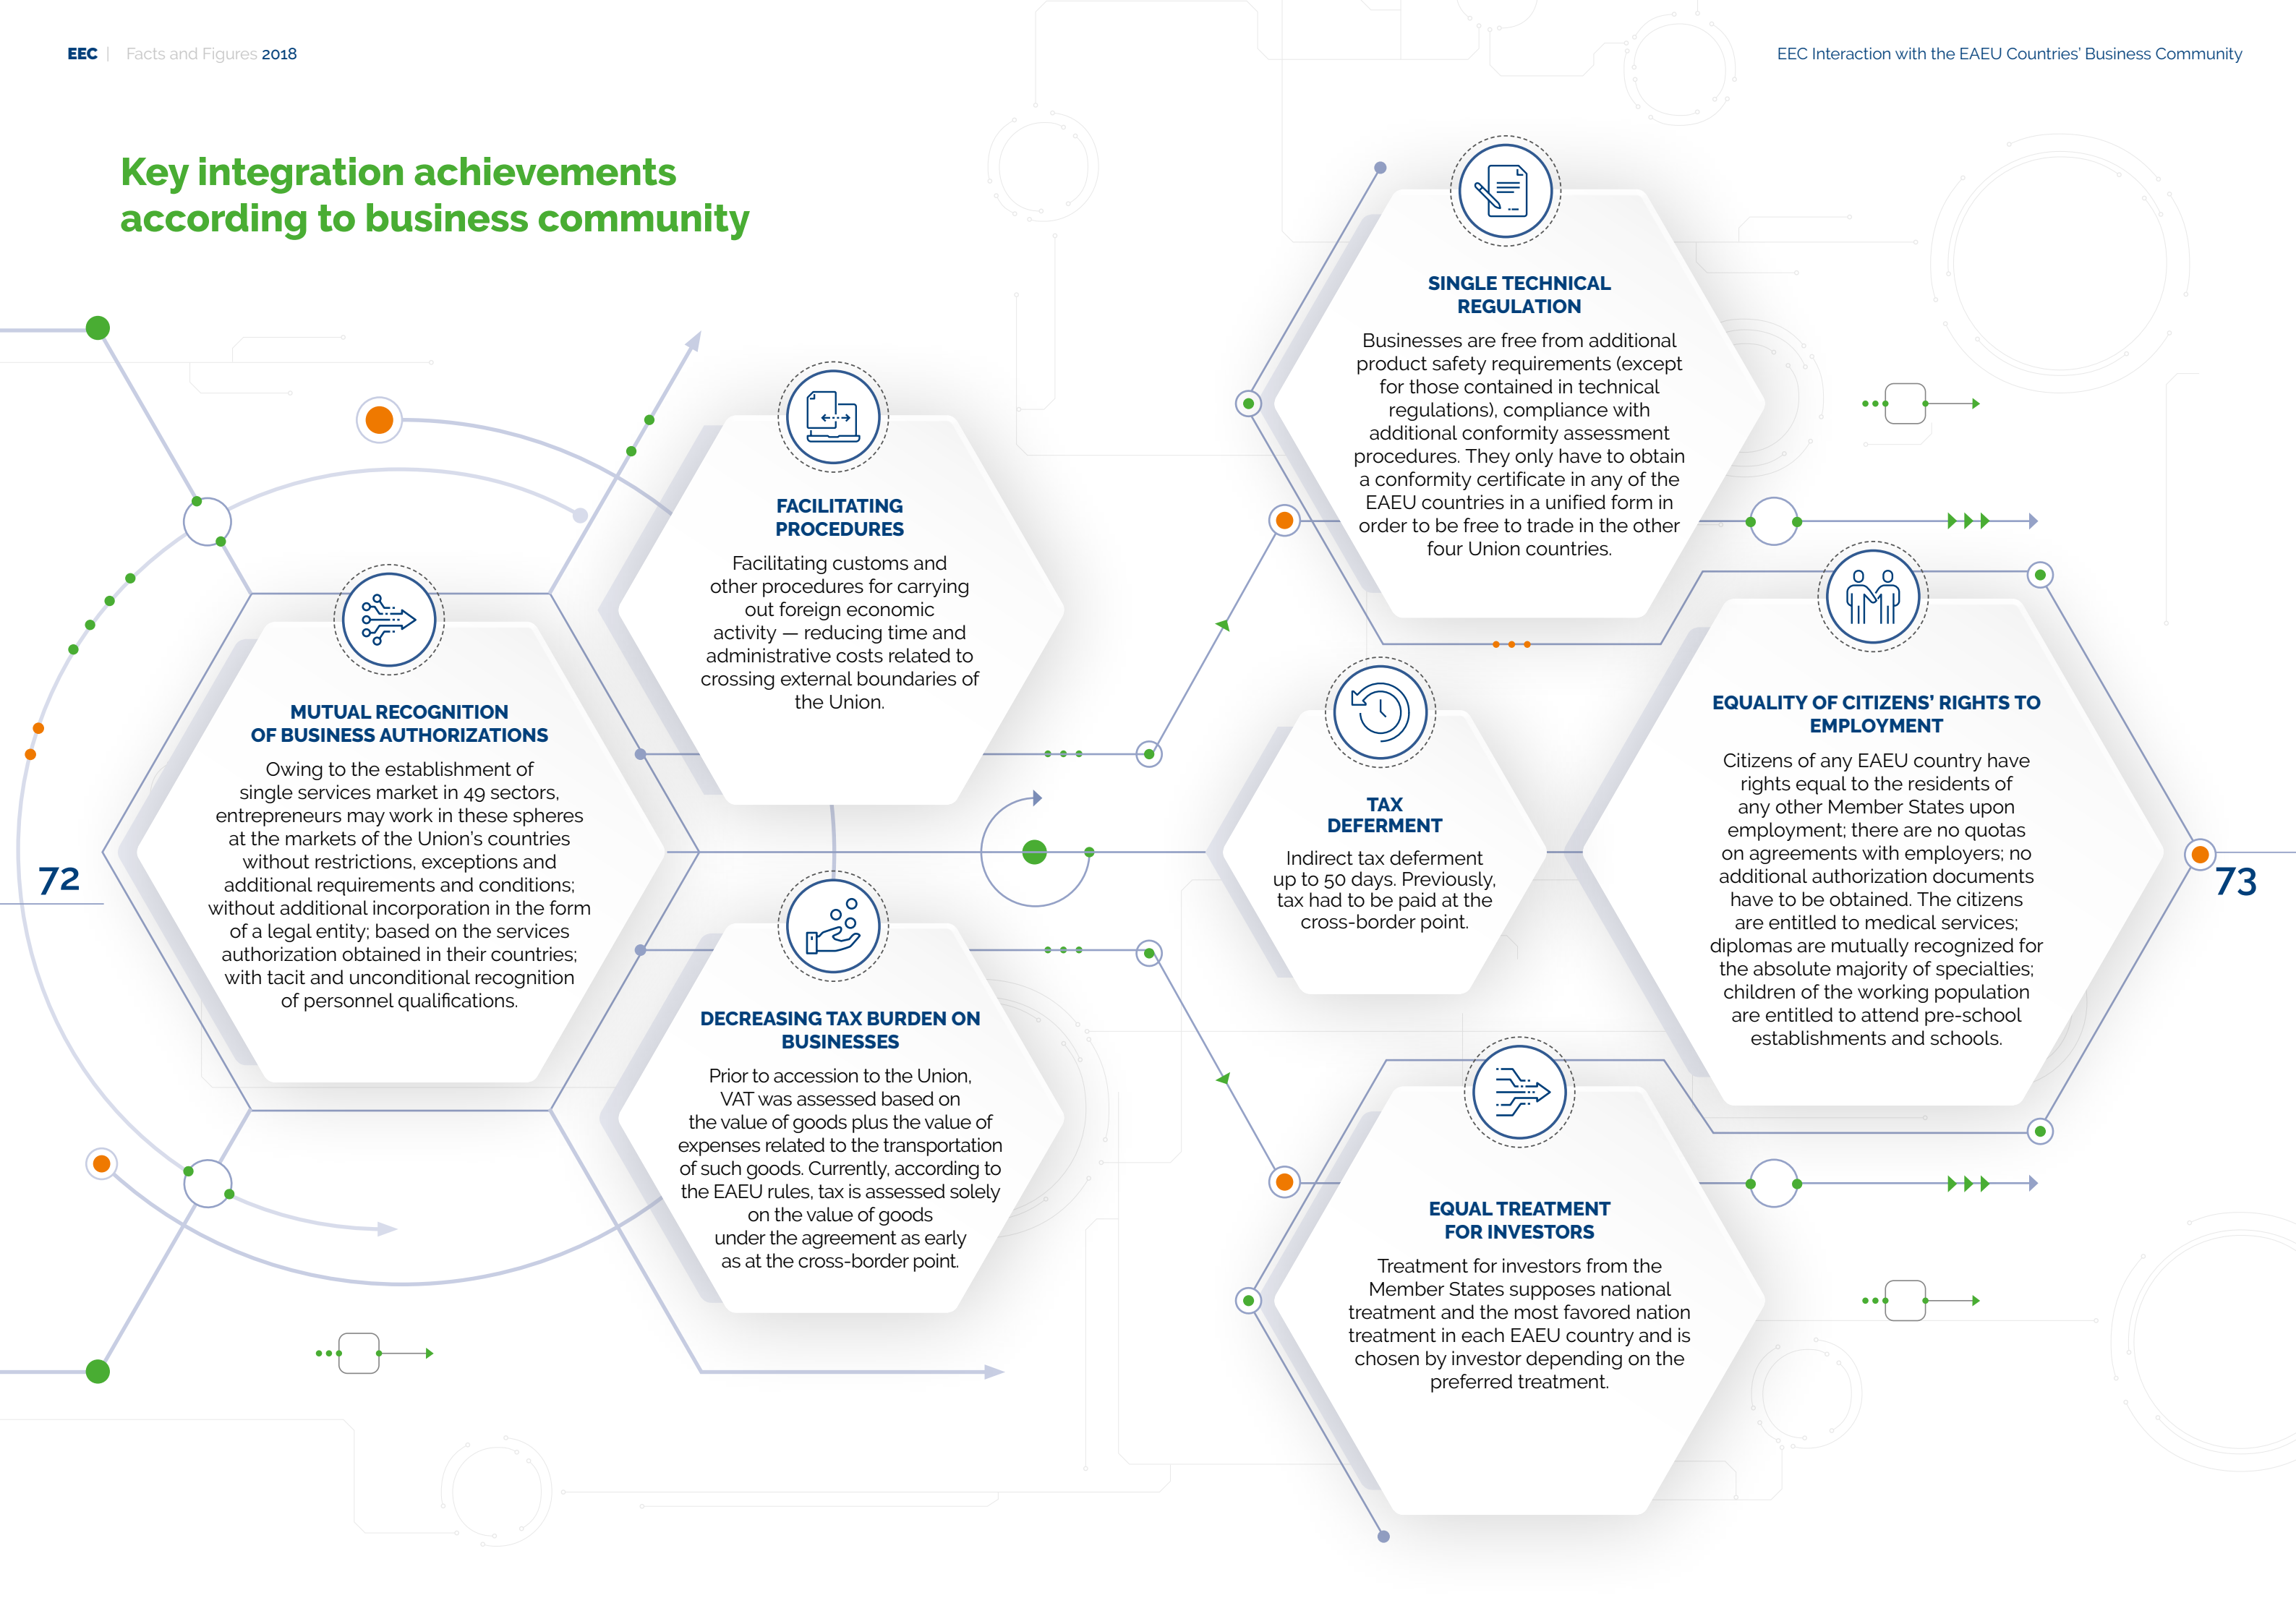 EEC | Facts and Figures 2018
EEC Interaction with the EAEU Countries’ Business Community
Key integration achievements
according to business community
MUTUAL RECOGNITION
OF BUSINESS AUTHORIZATIONS
Owing to the establishment of
single services market in 49 sectors,
entrepreneurs may work in these spheres
at the markets of the Union’s countries
without restrictions, exceptions and
additional requirements and conditions;
without additional incorporation in the form
of a legal entity; based on the services
authorization obtained in their countries;
with tacit and unconditional recognition
of personnel qualifications.
FACILITATING
PROCEDURES
Facilitating customs and
other procedures for carrying
out foreign economic
activity — reducing time and
administrative costs related to
crossing external boundaries of
the Union.
DECREASING TAX BURDEN ON
BUSINESSES
Prior to accession to the Union,
VAT was assessed based on
the value of goods plus the value of
expenses related to the transportation
of such goods. Currently, according to
the EAEU rules, tax is assessed solely
on the value of goods
under the agreement as early
as at the cross-border point.
SINGLE TECHNICAL
REGULATION
Businesses are free from additional
product safety requirements (except
for those contained in technical
regulations), compliance with
additional conformity assessment
procedures. They only have to obtain
a conformity certificate in any of the
EAEU countries in a unified form in
order to be free to trade in the other
four Union countries.
TAX
DEFERMENT
Indirect tax deferment
up to 50 days. Previously,
tax had to be paid at the
cross-border point.
EQUALITY OF CITIZENS’ RIGHTS TO
EMPLOYMENT
Citizens of any EAEU country have
rights equal to the residents of
any other Member States upon
employment; there are no quotas
on agreements with employers; no
additional authorization documents
have to be obtained. The citizens
are entitled to medical services;
diplomas are mutually recognized for
the absolute majority of specialties;
children of the working population
are entitled to attend pre-school
establishments and schools.
EQUAL TREATMENT
FOR INVESTORS
Treatment for investors from the
Member States supposes national
treatment and the most favored nation
treatment in each EAEU country and is
chosen by investor depending on the
preferred treatment.
72
73